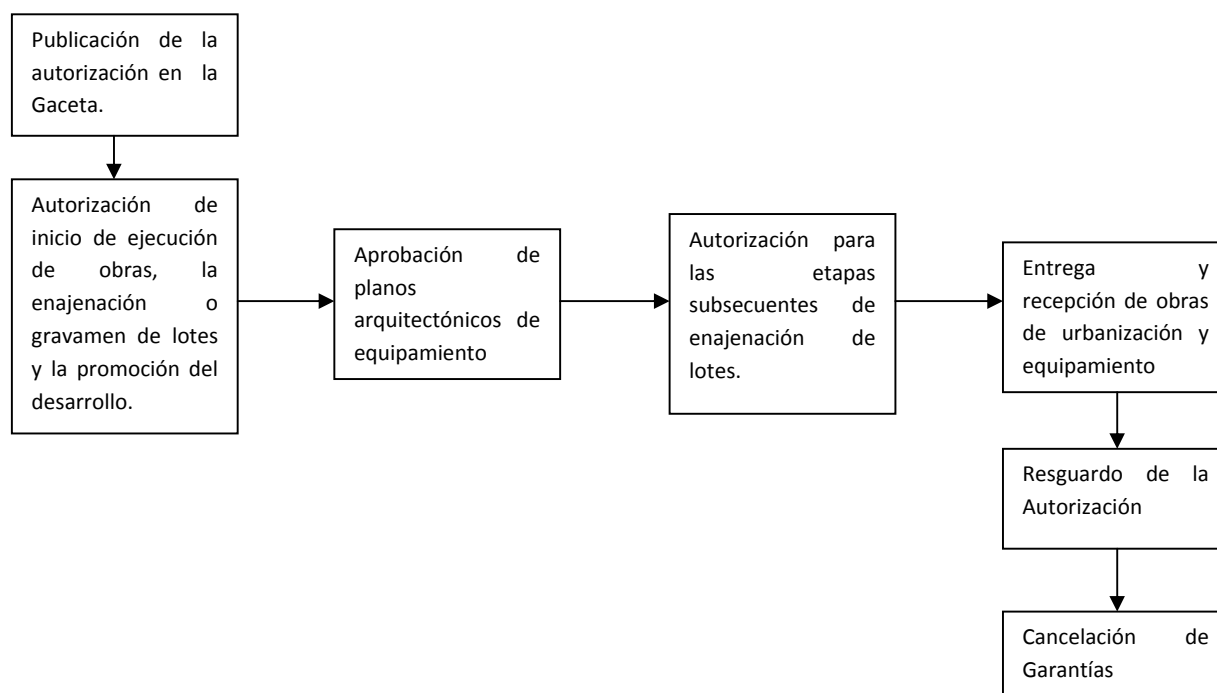 Publicación de la
autorización en la
Gaceta.
Autorización de
inicio de ejecución
de obras, la
enajenación o
gravamen de lotes
y la promoción del
desarrollo.
Aprobación de
planos
arquitectónicos de
equipamiento
Autorización para
las etapas
subsecuentes de
enajenación de
lotes.
Entrega y
recepción de obras
de urbanización y
equipamiento
Resguardo de la
Autorización
Cancelación de
Garantías